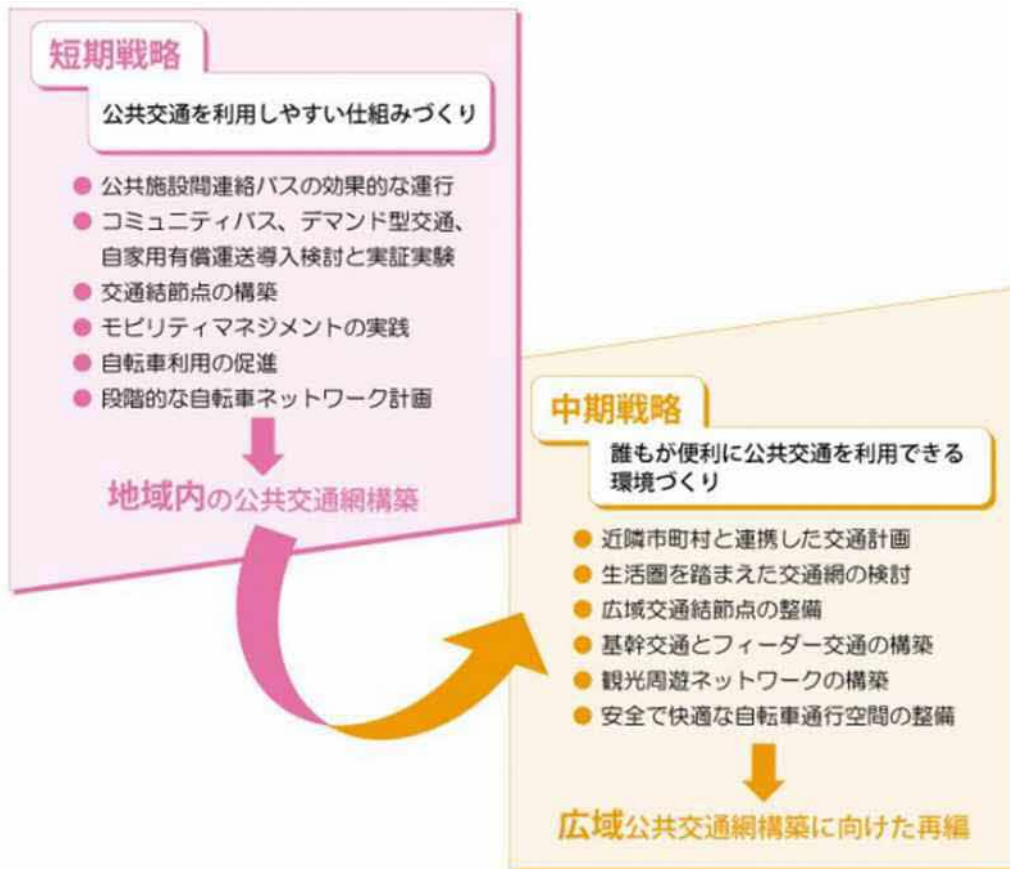 短期戦略
公共交通を利用しやすい仕組みづくり
● 公共施設間連絡バスの効果的な運行
● コミュニティバス、デマンド型交通、
自家用有償運送導入検討と実証実験
● 交通結節点の構築
● モビリティマネジメントの実践
● 自転車利用の促進
● 段階的な自転車ネットワーク計画
地域内の公共交通網構築
中期戦略
誰もが便利に公共交通を利用できる
環境づくり
● 近隣市町村と連携した交通計画
● 生活圏を踏まえた交通網の検討
● 広域交通結節点の整備
● 基幹交通とフィーダー交通の構築
● 観光周遊ネットワークの構築
● 安全で快適な自転車通行空間の整備
広域公共交通網構築に向けた再編